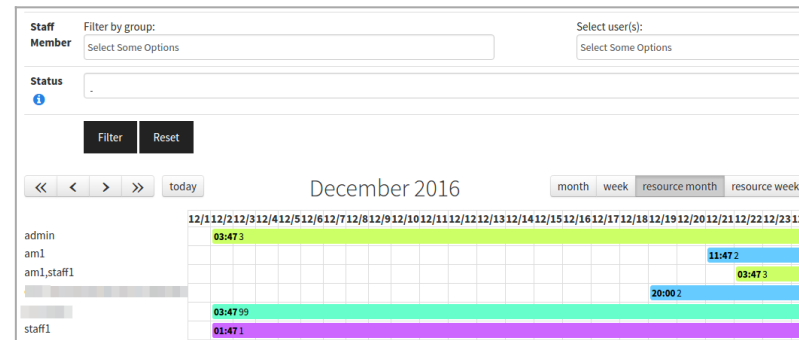 Staff Member
Filter by group:
Select user(s):
Select Some Options
Select Some Options
Status
-
Filter
Reset
today
December 2016
month
week
resource month
resource week
12/1 12/2 12/3 12/4 12/5 12/6 12/7 12/8 12/9 12/10 12/11 12/12 12/13 12/14 12/15 12/16 12/17 12/18 12/19 12/20 12/21 12/22 12/23
admin
03:47 3
am1
11:47 2
am1,staff1
03:47 3
20:00 2
03:47 99
staff1
01:47 1